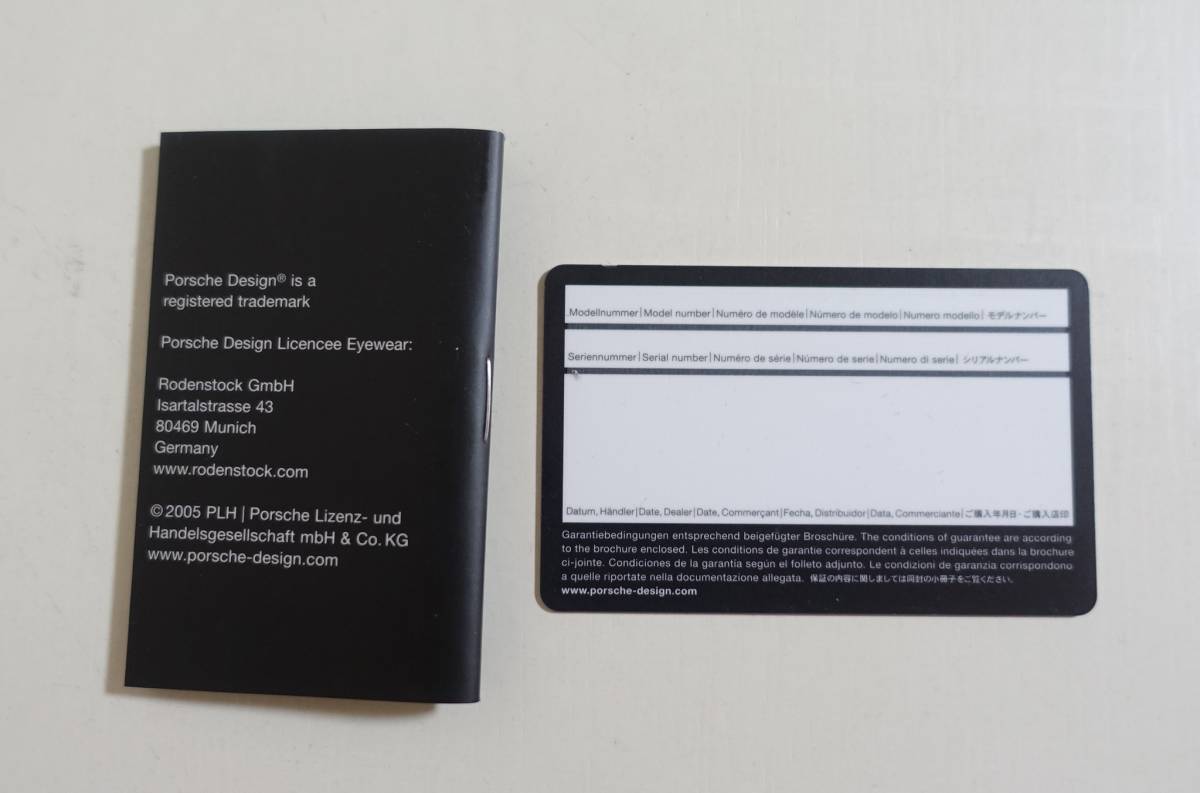 Porsche Design® is a
registered trademark
Porsche Design Licencee Eyewear:
Rodenstock GmbH
Isartalstrasse 43
80469 Munich
Germany
www.rodenstock.com
©2005 PLH | Porsche Lizenz- und
Handelsgesellschaft mbH & Co. KG
www.porsche-design.com
Modellnummer|Model number|Numéro de modèle|Número de modelo|Numero modello| モデルナンバー
Seriennummer|Serial number|Numéro de série|Número de serie|Numero di serie| シリアルナンバー
Datum, Händler|Date, Dealer|Date, Commerçant|Fecha, Distribuidor|Data, Commerciante|ご購入年月日・ご購入店印
Garantiebedingungen entsprechend beigefügter Broschüre. The conditions of guarantee are according
to the brochure enclosed. Les conditions de garantie correspondent à celles indiquées dans la brochure
ci-jointe. Condiciones de la garantía según el folleto adjunto. Le condizioni di garanzia corrispondono
a quelle riportate nella documentazione allegata. 保証の内容に関しましては同封の小冊子をご覧ください。
www.porsche-design.com